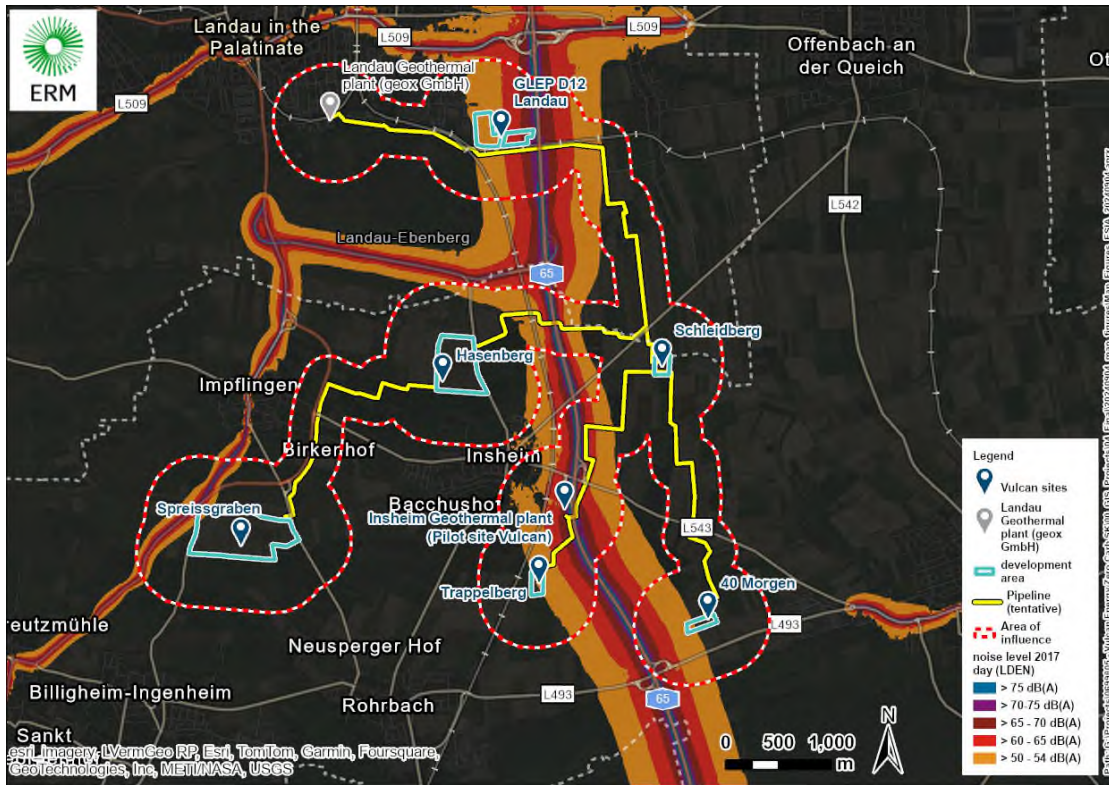 ERM
Landau in the
Palatinate
L509
L509
L509
Landau Geothermal
plant (geox GmbH)
GLEP D12
Landau
Offenbach an
der Queich
L542
Landau-Ebenberg
65
Schleidberg
Hasenberg
Impflingen
Birkenhof
Insheim
Bacchushof
Insheim Geothermal plant
(Pilot site Vulcan)
Spreissgraben
L543
Trappelberg
40 Morgen
L493
Neusperger Hof
Billigheim-Ingenheim
Rohrbach
L493
65
Sankt
esri_imagery, LVermGeo RP, Esri, TomTom, Garmin, Foursquare,
GeoTechnologies, Inc, METI/NASA, USGS
N
0 500 1,000
m
Legend
Vulcan sites
Landau
Geothermal
plant (geox
GmbH)
development
area
Pipeline
(tentative)
Area of
influence
noise level 2017
day (LDEN)
> 75 dB(A)
> 70-75 dB(A)
> 65 - 70 dB(A)
> 60 - 65 dB(A)
> 50 - 54 dB(A)